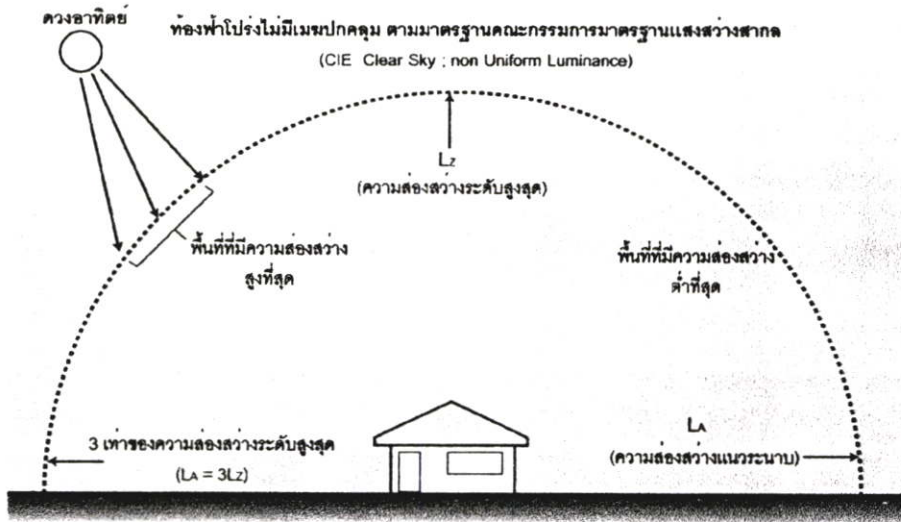 ดวงอาทิตย์
ท้องฟ้าโปร่งไม่มีเมฆปกคลุม ตามมาตรฐานคณะกรรมการมาตรฐานแสงสว่างสากล
(CIE Clear Sky ; non Uniform Luminance)
Lz
(ความส่องสว่างระดับสูงสุด)
พื้นที่ที่มีความส่องสว่าง
สูงที่สุด
พื้นที่ที่มีความส่องสว่าง
ต่ำที่สุด
3 เท่าของความส่องสว่างระดับสูงสุด
(LA = 3Lz)
LA
(ความส่องสว่างแนวระนาบ)